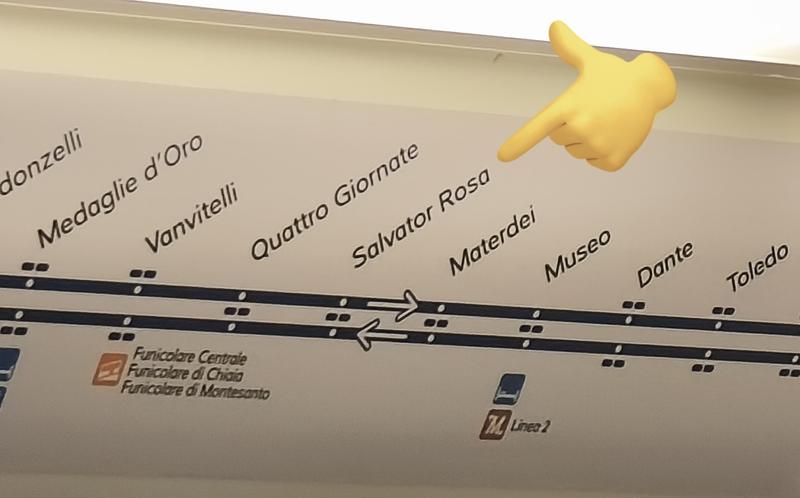 donzelli
Medaglie d'Oro
Vanvitelli
Quattro Giornate
Salvator Rosa
Materdei
Museo
Dante
Toledo
Funicolare Centrale
Funicolare di Chiaia
Funicolare di Montesanto
M Linea 2